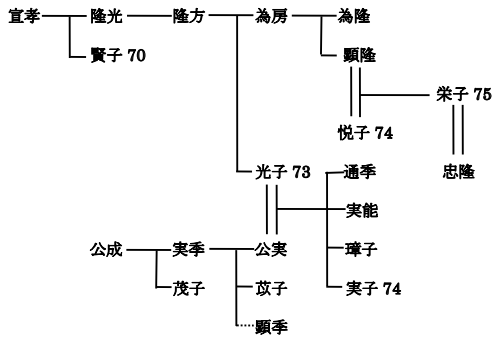 宣孝 隆光 隆方 為房 為隆
賢子 70 顕隆
栄子 75
悦子 74
光子 73 通季 忠隆
実能
公成 実季 公実 璋子
茂子 苡子 実子 74
顕季